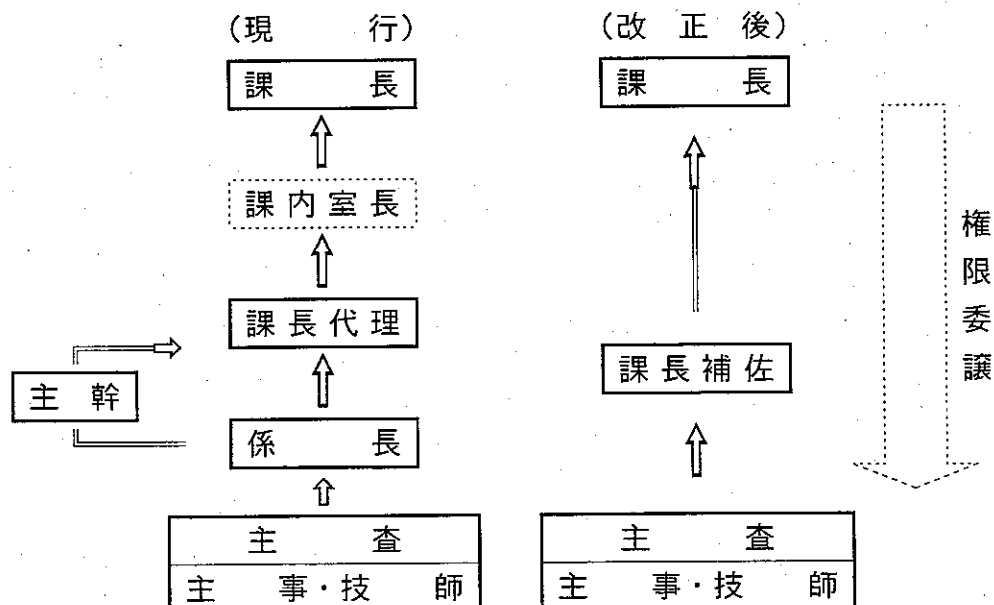 （現　　行）
課　　長
課内室長
課長代理
主　幹
係　　長
主　　査
主　事・技　師
（改　正　後）
課　　長
課長補佐
主　　査
主　事・技　師
権限委譲